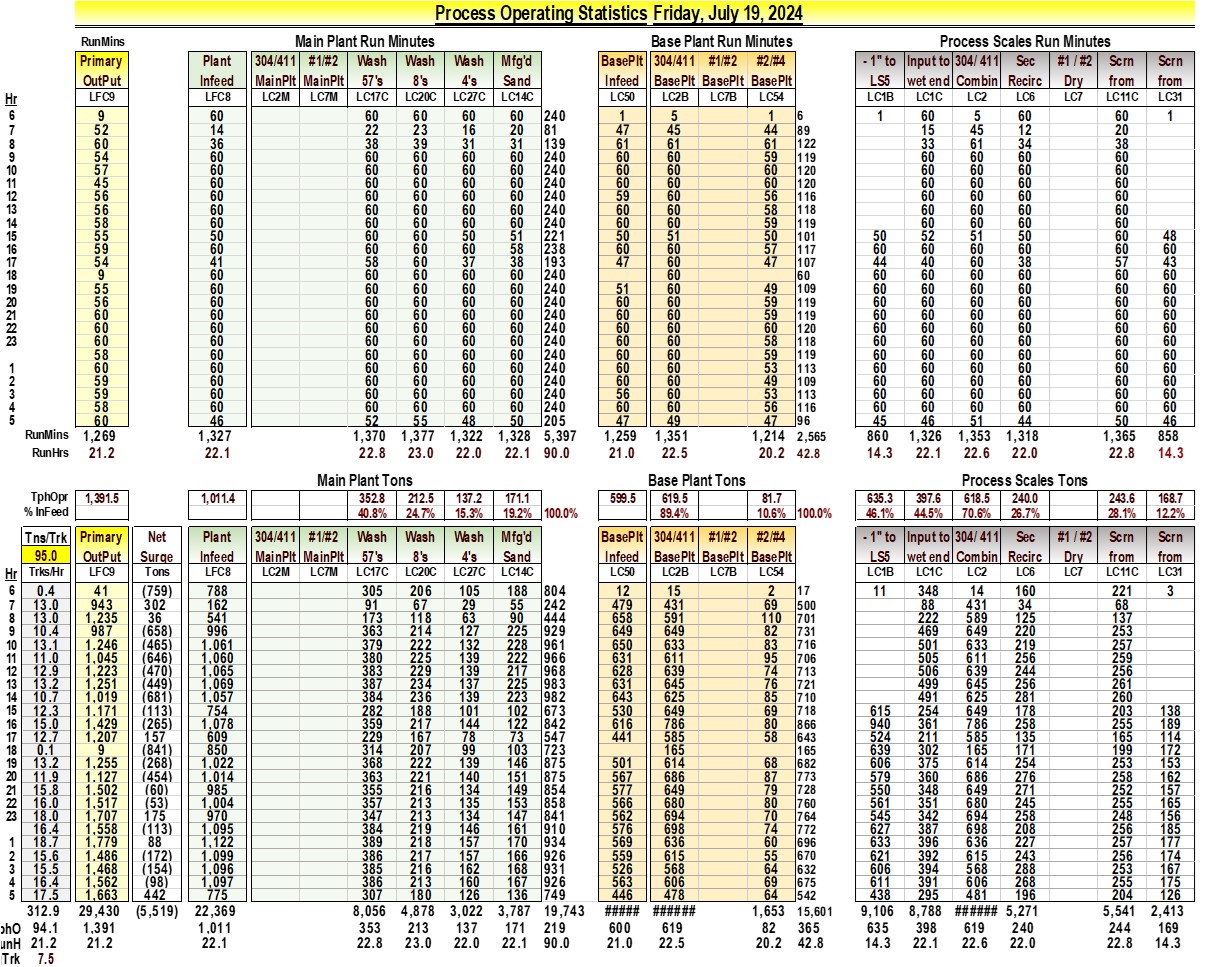 Process Operating Statistics Friday, July 19, 2024
RunMins Main Plant Run Minutes Base Plant Run Minutes Process Scales Run Minutes
Primary Plant 304/411 #1/#2 Wash Wash Wash Mfg'd BasePlt 304/411 #1/#2 #2/#4 - 1" to Input to 304/ 411 Sec #1 / #2 Scrn Scrn
OutPut Infeed MainPlt MainPlt 57's 8's 4's Sand Infeed BasePlt BasePlt BasePlt LS5 wet end Combin Recirc Dry from from
Hr LFC9 LFC8 LC2M LC7M LC17C LC20C LC27C LC14C LC50 LC2B LC7B LC54 LC1B LC1C LC2 LC6 LC7 LC11C LC31
6 9 60 60 60 60 60 240 1 5 1 6 1 60 5 60 60 1
7 52 14 22 23 16 20 81 47 45 44 89 15 45 12 20
8 60 36 38 39 31 31 139 61 61 61 122 33 61 34 38
9 54 60 60 60 60 60 240 60 60 59 119 60 60 60 60
10 57 60 60 60 60 60 240 60 60 60 120 60 60 60 60
11 45 60 60 60 60 60 240 60 60 60 120 60 60 60 60
12 56 60 60 60 60 60 240 59 60 56 116 60 60 60 60
13 56 60 60 60 60 60 240 60 60 58 118 60 60 60 60
14 58 60 60 60 60 60 240 60 60 59 119 60 60 60 60
15 55 50 60 60 50 51 221 50 51 50 101 50 52 51 50 60 48
16 59 60 60 60 60 58 238 60 60 57 117 60 60 60 60 60 60
17 54 41 58 60 37 38 193 47 60 47 107 44 40 60 38 57 43
18 9 60 60 60 60 60 240 60 60 60 60 60 60 60 60
19 55 60 60 60 60 60 240 51 60 49 109 60 60 60 60 60 60
20 56 60 60 60 60 60 240 60 60 59 119 60 60 60 60 60 60
21 60 60 60 60 60 60 240 60 60 59 119 60 60 60 60 60 60
22 60 60 60 60 60 60 240 60 60 60 120 60 60 60 60 60 60
23 60 60 60 60 60 60 240 60 60 58 118 60 60 60 60 60 60
58 60 60 60 60 60 240 60 60 59 119 60 60 60 60 60 60
1 60 60 60 60 60 60 240 60 60 53 113 60 60 60 60 60 60
2 59 60 60 60 60 60 240 60 60 49 109 60 60 60 60 60 60
3 59 60 60 60 60 60 240 56 60 53 113 60 60 60 60 60 60
4 58 60 60 60 60 60 240 60 60 56 116 60 60 60 60 60 60
5 60 46 52 55 48 50 205 47 49 47 96 45 46 51 44 50 46
RunMins 1,269 1,327 1,370 1,377 1,322 1,328 5,397 1,259 1,351 1,214 2,565 860 1,326 1,353 1,318 1,365 858
RunHrs 21.2 22.1 22.8 23.0 22.0 22.1 90.0 21.0 22.5 20.2 42.8 14.3 22.1 22.6 22.0 22.8 14.3
Main Plant Tons Base Plant Tons Process Scales Tons
TphOpr 1,391.5 1,011.4 352.8 212.5 137.2 171.1 599.5 619.5 81.7 635.3 397.6 618.5 240.0 243.6 168.7
% InFeed 40.8% 24.7% 15.3% 19.2% 100.0% 89.4% 10.6% 100.0% 46.1% 44.5% 70.6% 26.7% 28.1% 12.2%
Tns/Trk Primary Net Plant 304/411 #1/#2 Wash Wash Wash Mfg'd BasePlt 304/411 #1/#2 #2/#4 - 1" to Input to 304/ 411 Sec #1 / #2 Scrn Scrn
95.0 OutPut Surge Infeed MainPlt MainPlt 57's 8's 4's Sand Infeed BasePlt BasePlt BasePlt LS5 wet end Combin Recirc Dry from from
Hr Trks/Hr LFC9 Tons LFC8 LC2M LC7M LC17C LC20C LC27C LC14C LC50 LC2B LC7B LC54 LC1B LC1C LC2 LC6 LC7 LC11C LC31
6 0.4 41 (759) 788 305 206 105 188 804 12 15 2 17 11 348 14 160 221 3
7 13.0 943 302 162 91 67 29 55 242 479 431 69 500 88 431 34 68
8 13.0 1,235 36 541 173 118 63 90 444 658 591 110 701 222 589 125 137
9 10.4 987 (658) 996 363 214 127 225 929 649 649 82 731 469 649 220 253
10 13.1 1,246 (465) 1,061 379 222 132 228 961 650 633 83 716 501 633 219 257
11 11.0 1,045 (646) 1,060 380 225 139 222 966 631 611 95 706 505 611 256 259
12 12.9 1,223 (470) 1,065 383 229 139 217 968 628 639 74 713 506 639 244 256
13 13.2 1,251 (449) 1,069 387 234 137 225 983 631 645 76 721 499 645 256 261
14 10.7 1,019 (681) 1,057 384 236 139 223 982 643 625 85 710 491 625 281 260
15 12.3 1,171 (113) 754 282 188 101 102 673 530 649 69 718 615 254 649 178 203 138
16 15.0 1,429 (265) 1,078 359 217 144 122 842 616 786 80 866 940 361 786 258 255 189
17 12.7 1,207 157 609 229 167 78 73 547 441 585 58 643 524 211 585 135 165 114
18 0.1 9 (841) 850 314 207 99 103 723 165 165 639 302 165 171 199 172
19 13.2 1,255 (268) 1,022 368 222 139 146 875 501 614 68 682 606 375 614 254 253 153
20 11.9 1,127 (454) 1,014 363 221 140 151 875 567 686 87 773 579 360 686 276 258 162
21 15.8 1,502 (60) 985 355 216 134 149 854 577 649 79 728 550 348 649 271 252 157
22 16.0 1,517 (53) 1,004 357 213 135 153 858 566 680 80 760 561 351 680 245 255 165
23 18.0 1,707 175 970 347 213 134 147 841 562 694 70 764 545 342 694 258 248 156
16.4 1,558 (113) 1,095 384 219 146 161 910 576 698 74 772 627 387 698 208 256 185
1 18.7 1,779 88 1,122 389 218 157 170 934 569 636 60 696 633 396 636 227 257 177
2 15.6 1,486 (172) 1,099 386 217 157 166 926 559 615 55 670 621 392 615 243 256 174
3 15.5 1,468 (154) 1,096 385 216 162 168 931 526 568 64 632 606 394 568 288 253 167
4 16.4 1,562 (98) 1,097 386 213 160 167 926 563 606 69 675 611 391 606 268 255 175
5 17.5 1,663 442 775 307 180 126 136 749 446 478 64 542 438 295 481 196 204 126
312.9 29,430 (5,519) 22,369 8,056 4,878 3,022 3,787 19,743 ##### ###### 1,653 15,601 9,106 8,788 ###### 5,271 5,541 2,413
phO 94.1 1,391 1,011 353 213 137 171 219 600 619 82 365 635 398 619 240 244 169
unH 21.2 21.2 22.1 22.8 23.0 22.0 22.1 90.0 21.0 22.5 20.2 42.8 14.3 22.1 22.6 22.0 22.8 14.3
Trk 7.5